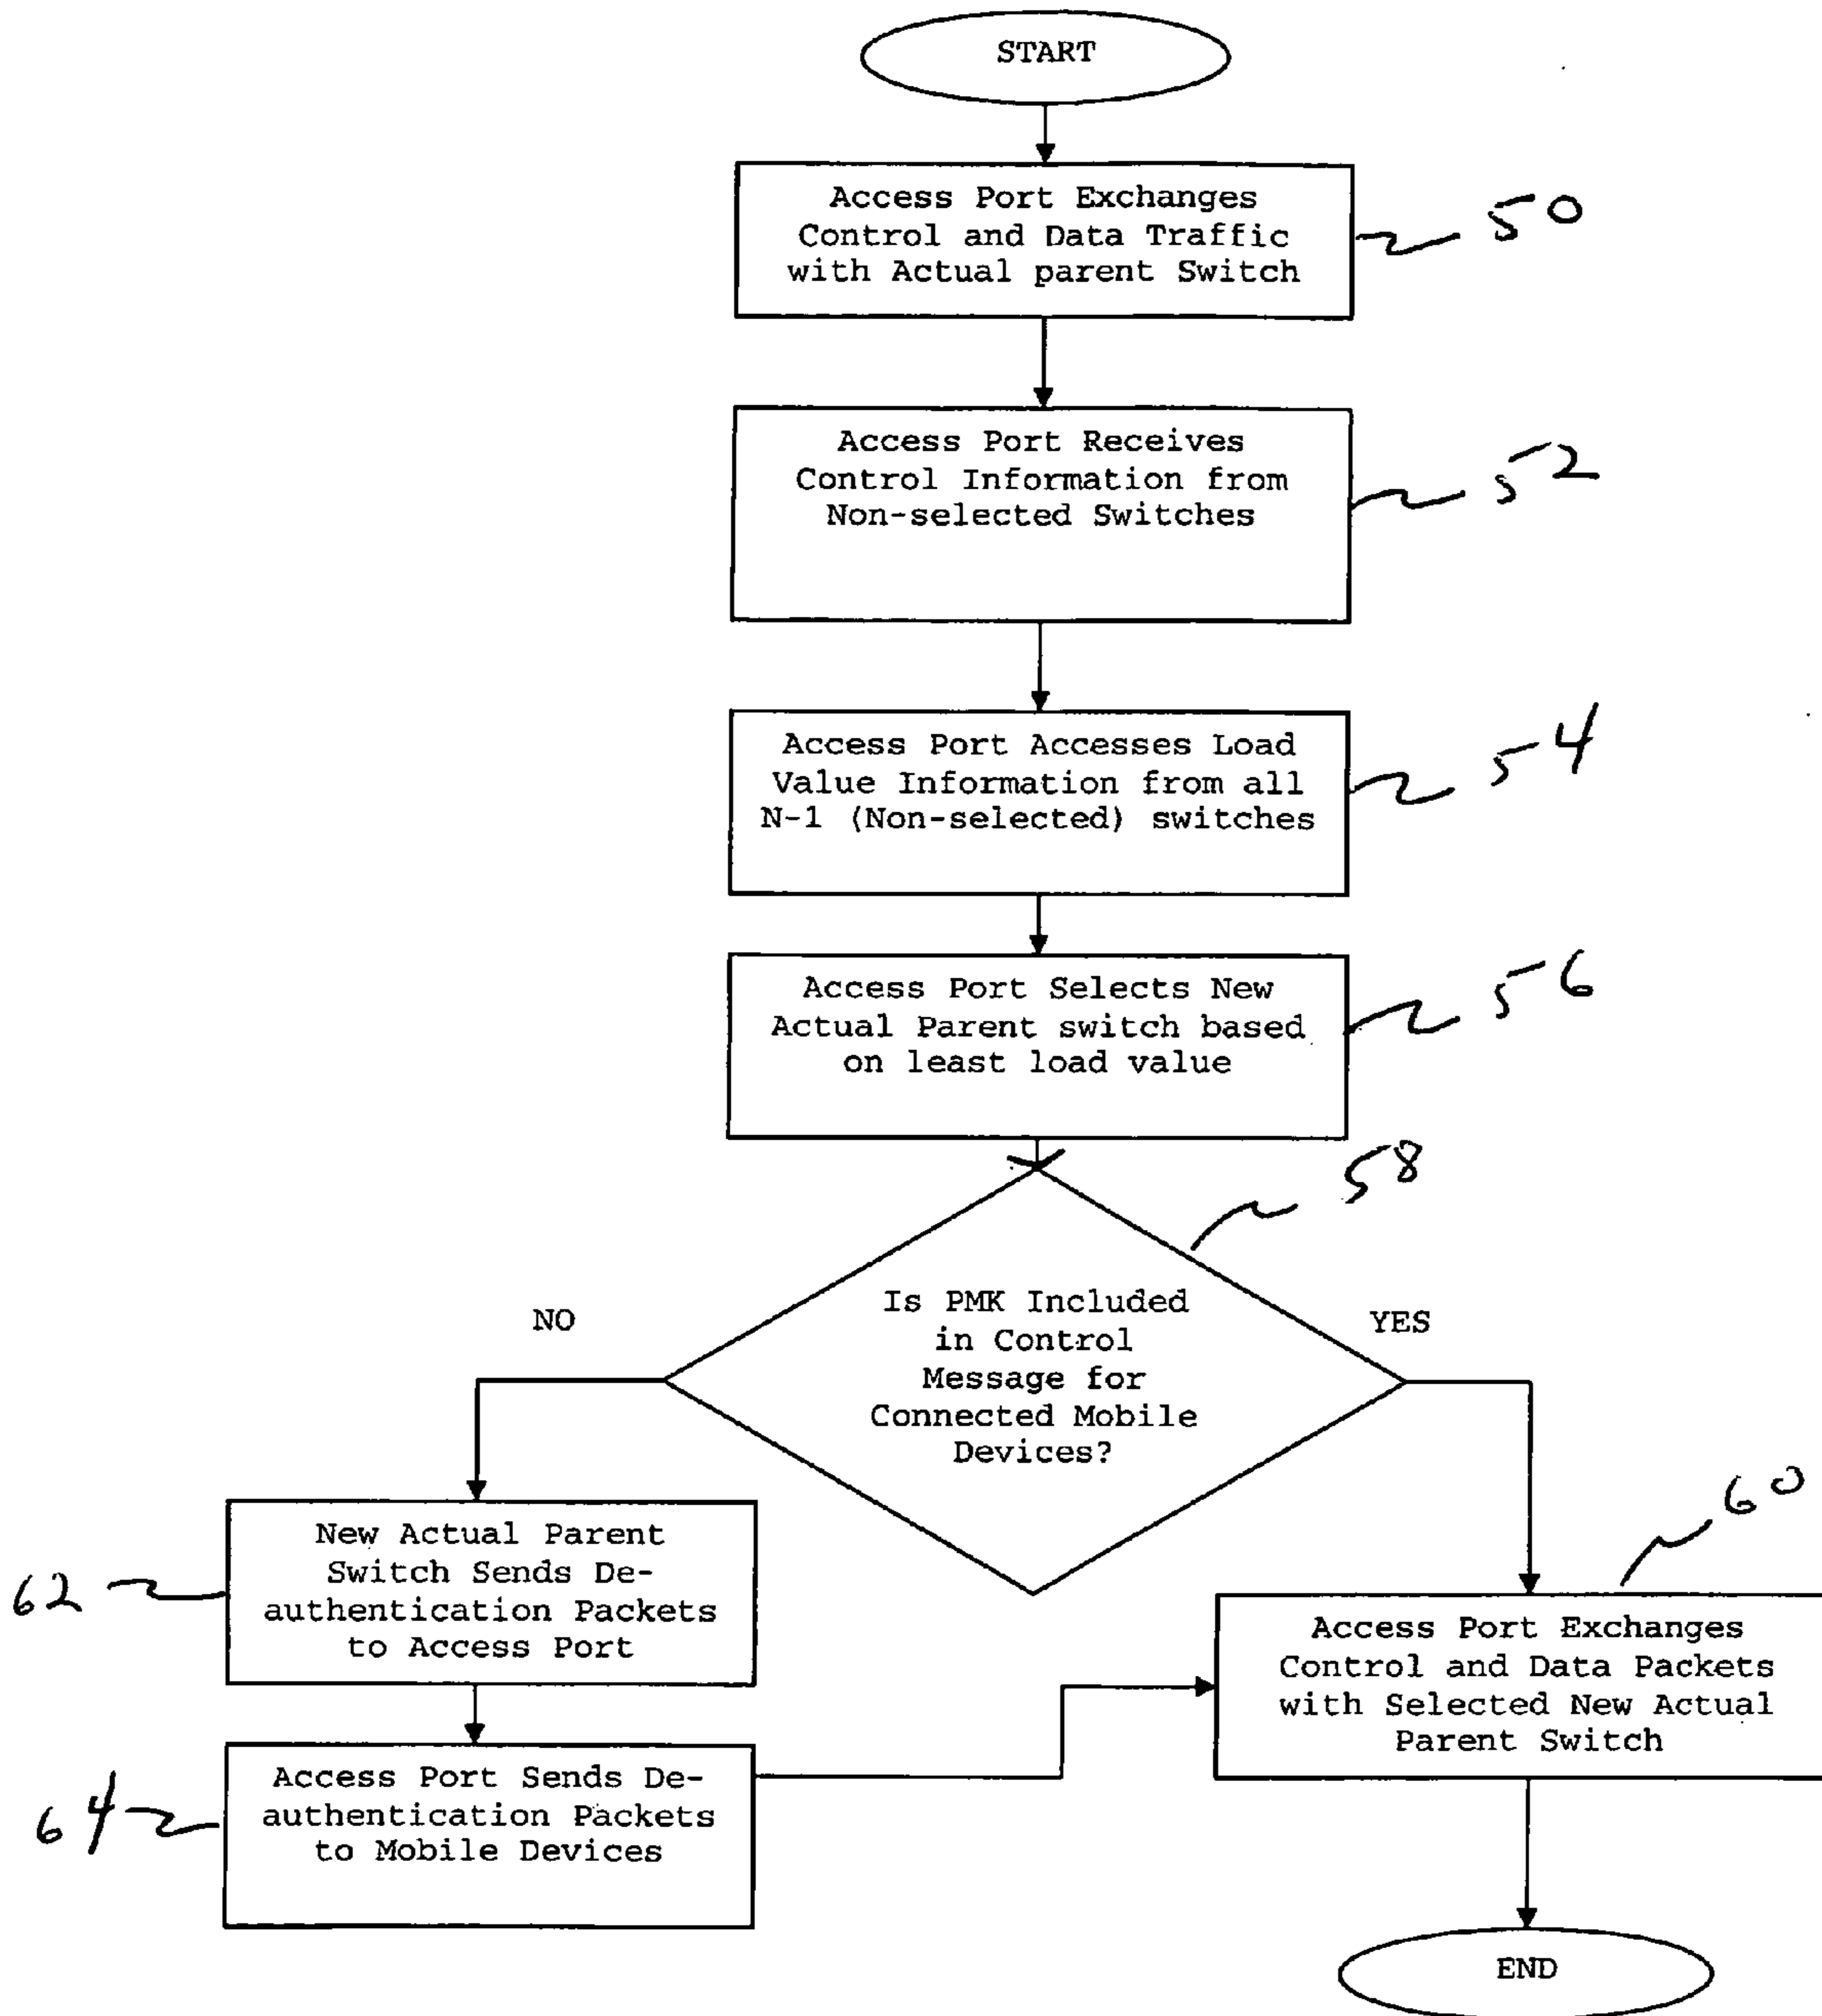 START
Access Port Exchanges
Control and Data Traffic
with Actual parent Switch
50
Access Port Receives
Control Information from
Non-selected Switches
52
Access Port Accesses Load
Value Information from all
N-1 (Non-selected) switches
54
Access Port Selects New
Actual Parent switch based
on least load value
56
58
Is PMK Included
in Control
Message for
Connected Mobile
Devices?
NO
YES
62
New Actual Parent
Switch Sends De-
authentication Packets
to Access Port
60
Access Port Exchanges
Control and Data Packets
with Selected New Actual
Parent Switch
64
Access Port Sends De-
authentication Packets
to Mobile Devices
END